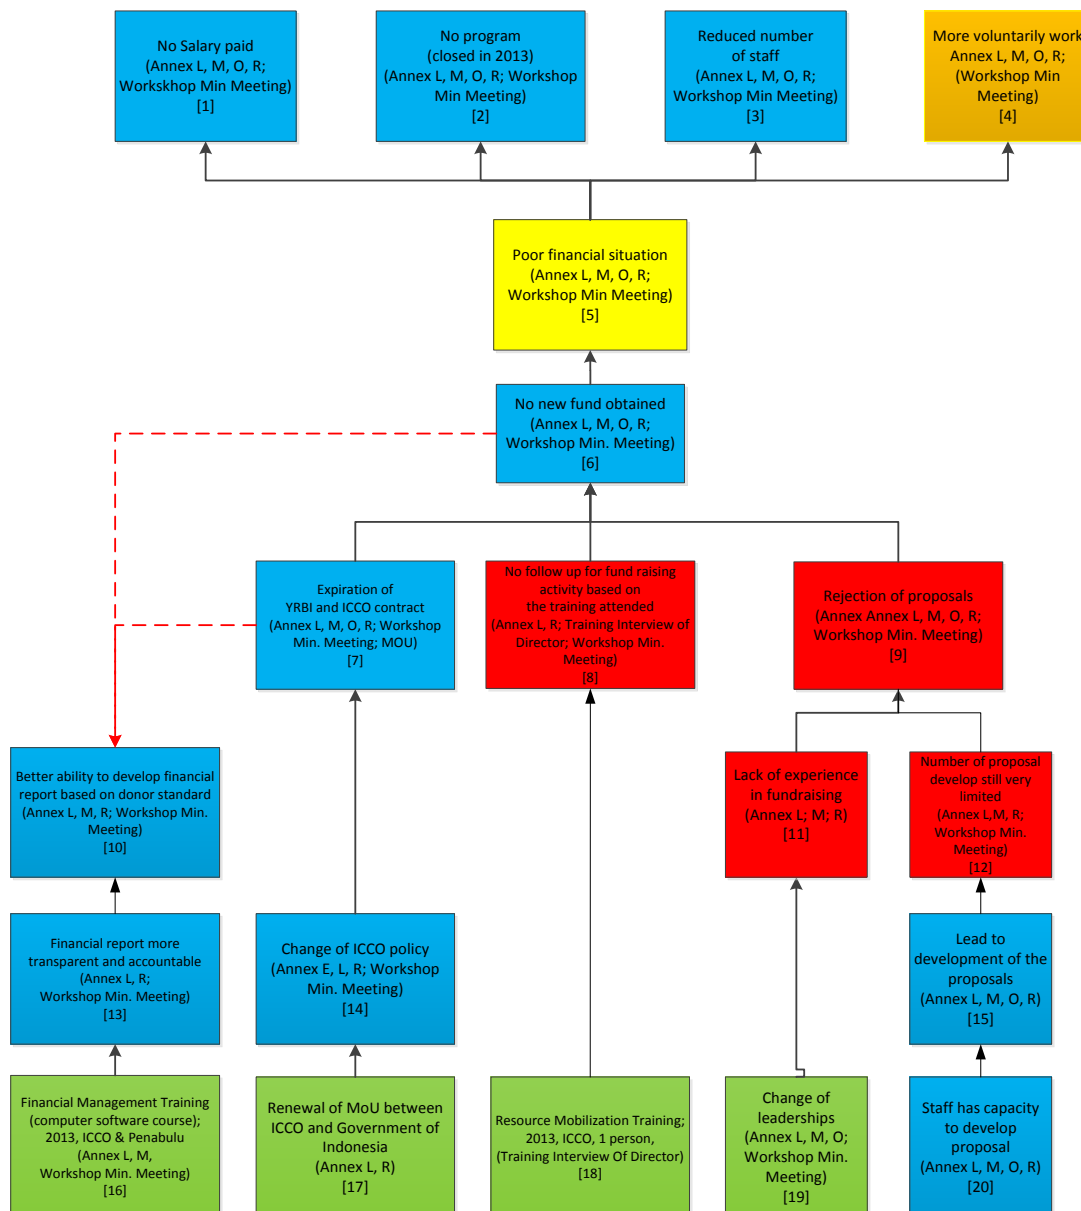 No Salary paid
(Annex L, M, O, R;
Workskhop Min Meeting)
[1]
No program
(closed in 2013)
(Annex L, M, O, R; Workshop
Min Meeting)
[2]
Reduced number
of staff
(Annex L, M, O, R;
Workshop Min Meeting)
[3]
More voluntarily work
Annex L, M, O, R;
(Workshop Min
Meeting)
[4]
Poor financial situation
(Annex L, M, O, R;
Workshop Min Meeting)
[5]
No new fund obtained
(Annex L, M, O, R;
Workshop Min. Meeting)
[6]
Expiration of
YRBI and ICCO contract
(Annex L, M, O, R; Workshop
Min. Meeting; MOU)
[7]
No follow up for fund raising
activity based on
the training attended
(Annex L, R; Training Interview of
Director; Workshop Min.
Meeting)
[8]
Rejection of proposals
(Annex Annex L, M, O, R;
Workshop Min. Meeting)
[9]
Better ability to develop financial
report based on donor standard
(Annex L, M, R; Workshop Min.
Meeting)
[10]
Lack of experience
in fundraising
(Annex L; M; R)
[11]
Number of proposal
develop still very
limited
(Annex L,M, R;
Workshop Min.
Meeting)
[12]
Financial report more
transparent and accountable
(Annex L, R;
Workshop Min. Meeting)
[13]
Change of ICCO policy
(Annex E, L, R; Workshop
Min. Meeting)
[14]
Lead to
development of the
proposals
(Annex L, M, O, R)
[15]
Financial Management Training
(computer software course);
2013, ICCO & Penabulu
(Annex L, M,
Workshop Min. Meeting)
[16]
Renewal of MoU between
ICCO and Government of
Indonesia
(Annex L, R)
[17]
Resource Mobilization Training;
2013, ICCO, 1 person,
(Training Interview Of Director)
[18]
Change of
leaderships
(Annex L, M, O;
Workshop Min.
Meeting)
[19]
Staff has capacity
to develop
proposal
(Annex L, M, O, R)
[20]